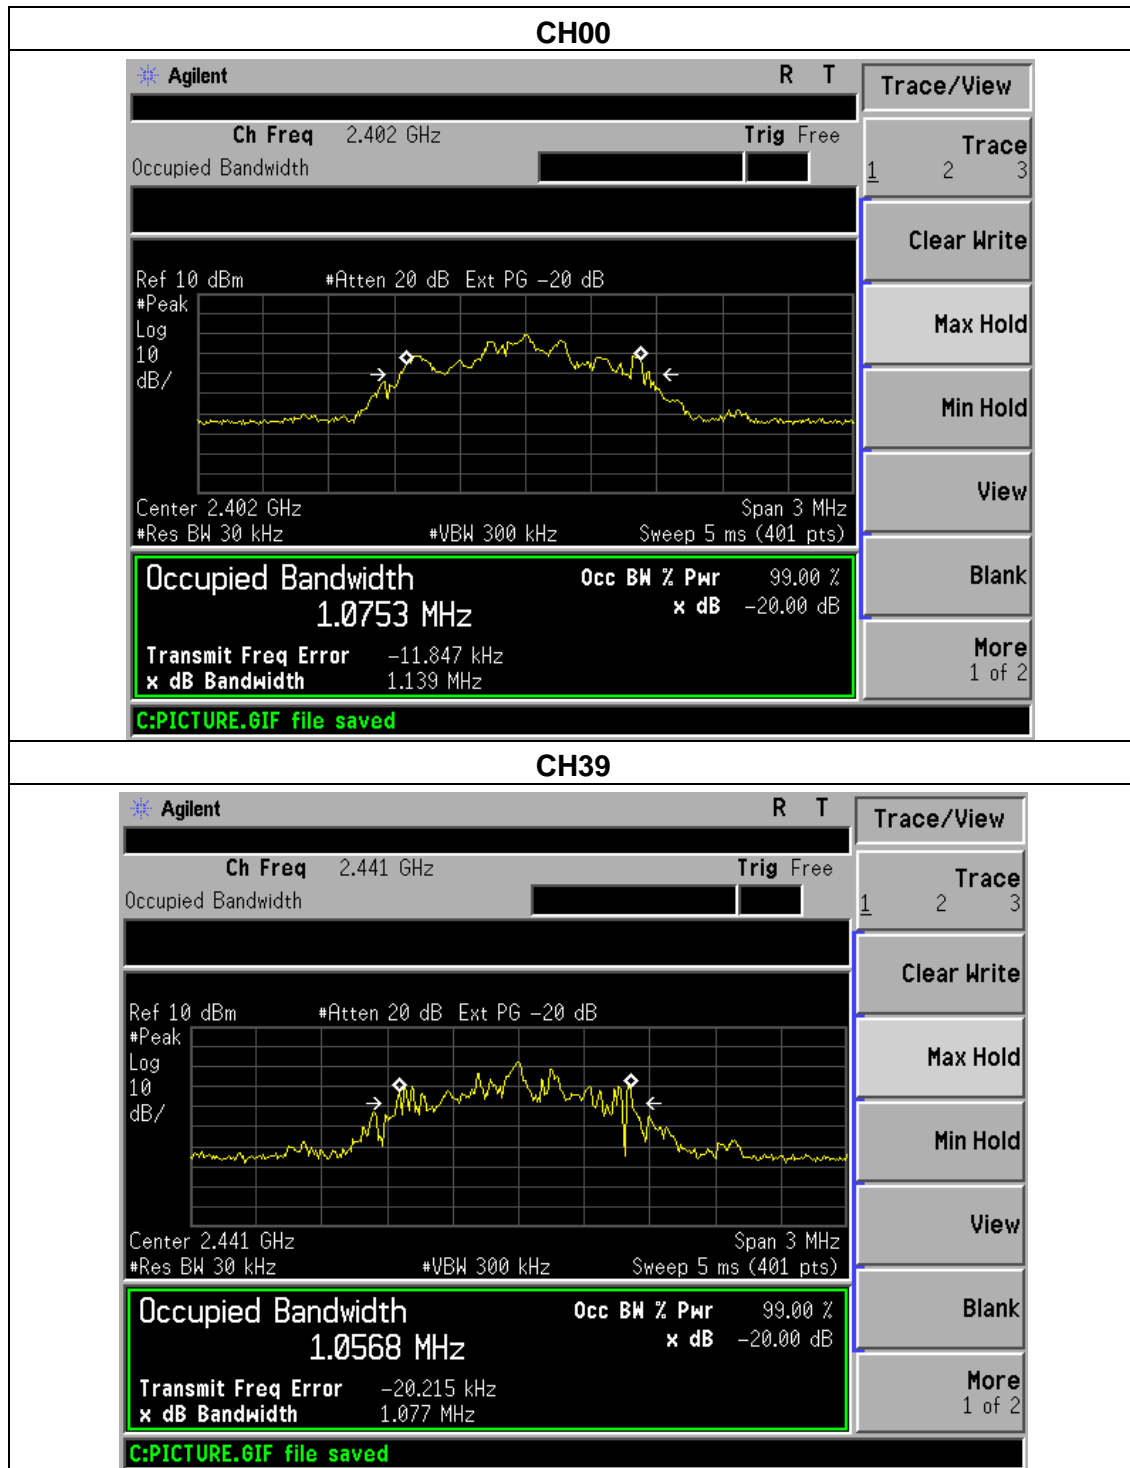 CH00
Agilent R T
Trace/View
Ch Freq 2.402 GHz Trig Free
Occupied Bandwidth
Trace
1 2 3
Clear Write
Ref 10 dBm #Atten 20 dB Ext PG -20 dB
#Peak
Log
10
dB/
Max Hold
Min Hold
View
Center 2.402 GHz Span 3 MHz
#Res BW 30 kHz #VBW 300 kHz Sweep 5 ms (401 pts)
Occupied Bandwidth Occ BW % Pwr 99.00 %
1.0753 MHz x dB -20.00 dB
Blank
Transmit Freq Error -11.847 kHz
x dB Bandwidth 1.139 MHz
More
1 of 2
C:PICTURE.GIF file saved
CH39
Agilent R T
Trace/View
Ch Freq 2.441 GHz Trig Free
Occupied Bandwidth
Trace
1 2 3
Clear Write
Ref 10 dBm #Atten 20 dB Ext PG -20 dB
#Peak
Log
10
dB/
Max Hold
Min Hold
View
Center 2.441 GHz Span 3 MHz
#Res BW 30 kHz #VBW 300 kHz Sweep 5 ms (401 pts)
Occupied Bandwidth Occ BW % Pwr 99.00 %
1.0568 MHz x dB -20.00 dB
Blank
Transmit Freq Error -20.215 kHz
x dB Bandwidth 1.077 MHz
More
1 of 2
C:PICTURE.GIF file saved